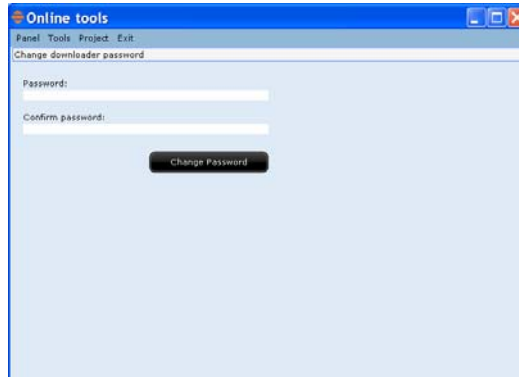 Online tools
Panel Tools Project Exit
Change downloader password
Password:
Confirm password:
Change Password